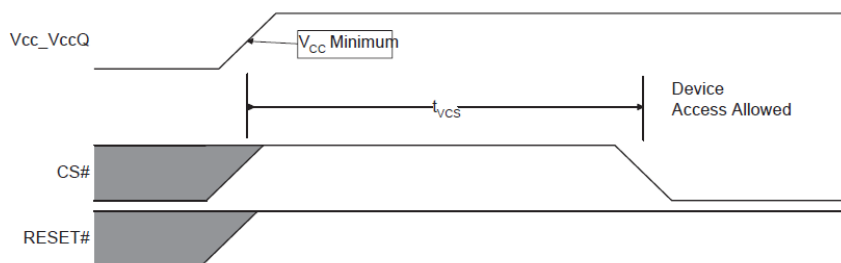 Vcc_VccQ
VCC Minimum
tVCS
Device
Access Allowed
CS#
RESET#